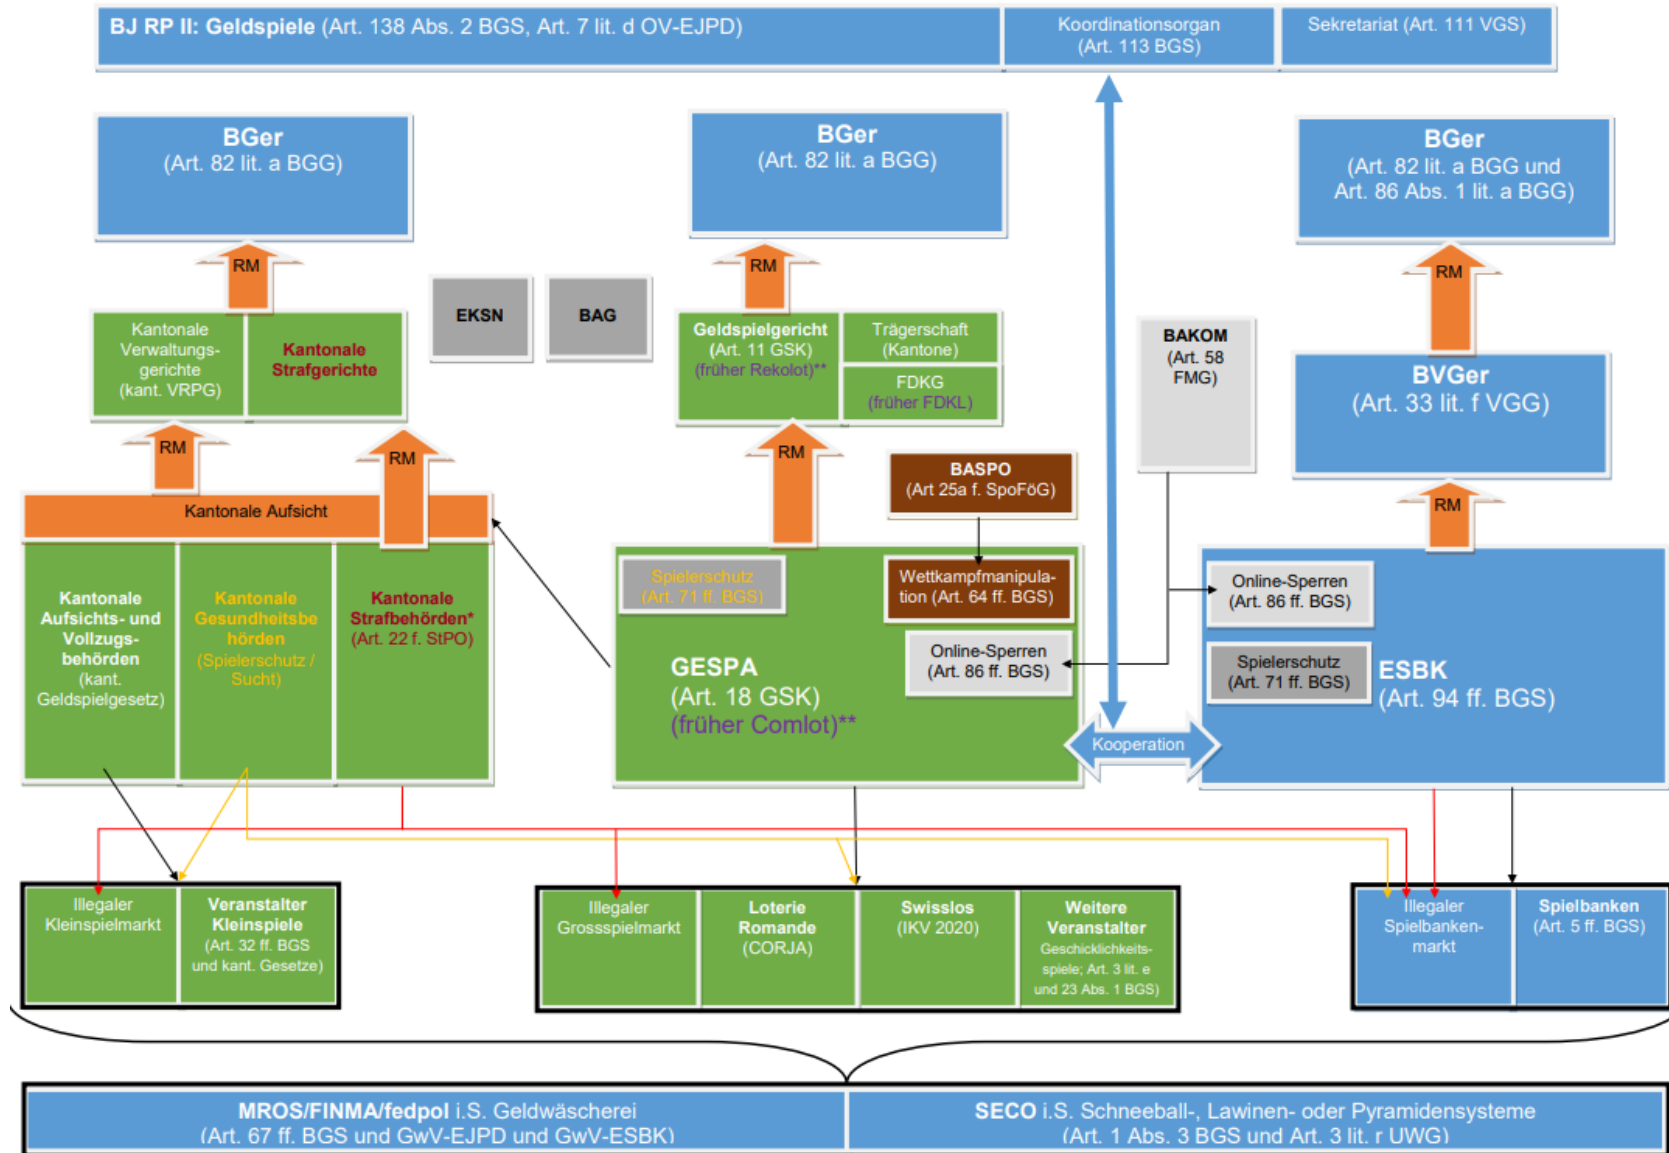 BJ RP II: Geldspiele (Art. 138 Abs. 2 BGS, Art. 7 lit. d OV-EJPD)
Koordinationsorgan
(Art. 113 BGS)
Sekretariat (Art. 111 VGS)
BGer
(Art. 82 lit. a BGG)
BGer
(Art. 82 lit. a BGG)
BGer
(Art. 82 lit. a BGG und
Art. 86 Abs. 1 lit. a BGG)
RM
RM
RM
EKSN
BAG
Kantonale
Verwaltungs-
gerichte
(kant. VRPG)
Kantonale
Strafgerichte
Geldspielgericht
(Art. 11 GSK)
(früher Rekolot)**
Trägerschaft
(Kantone)
FDKG
(früher FDKL)
BAKOM
(Art. 58
FMG)
BVGer
(Art. 33 lit. f VGG)
RM
RM
RM
RM
BASPO
(Art 25a f. SpoFöG)
Kantonale Aufsicht
Kantonale
Aufsichts- und
Vollzugs-
behörden
(kant.
Geldspielgesetz)
Kantonale
Gesundheitsbe
hörden
(Spielerschutz /
Sucht)
Kantonale
Strafbehörden*
(Art. 22 f. StPO)
Spielerschutz
(Art. 71 ff. BGS)
Wettkampfmanipula-
tion (Art. 64 ff. BGS)
Online-Sperren
(Art. 86 ff. BGS)
GESPA
(Art. 18 GSK)
(früher Comlot)**
Kooperation
Online-Sperren
(Art. 86 ff. BGS)
Spielerschutz
(Art. 71 ff. BGS)
ESBK
(Art. 94 ff. BGS)
Illegaler
Kleinspielmarkt
Veranstalter
Kleinspiele
(Art. 32 ff. BGS
und kant. Gesetze)
Illegaler
Grossspielmarkt
Loterie
Romande
(CORJA)
Swisslos
(IKV 2020)
Weitere
Veranstalter
Geschicklichkeits-
spiele; Art. 3 lit. e
und 23 Abs. 1 BGS)
Illegaler
Spielbanken-
markt
Spielbanken
(Art. 5 ff. BGS)
MROS/FINMA/fedpol i.S. Geldwäscherei
(Art. 67 ff. BGS und GwV-EJPD und GwV-ESBK)
SECO i.S. Schneeball-, Lawinen- oder Pyramidensysteme
(Art. 1 Abs. 3 BGS und Art. 3 lit. r UWG)